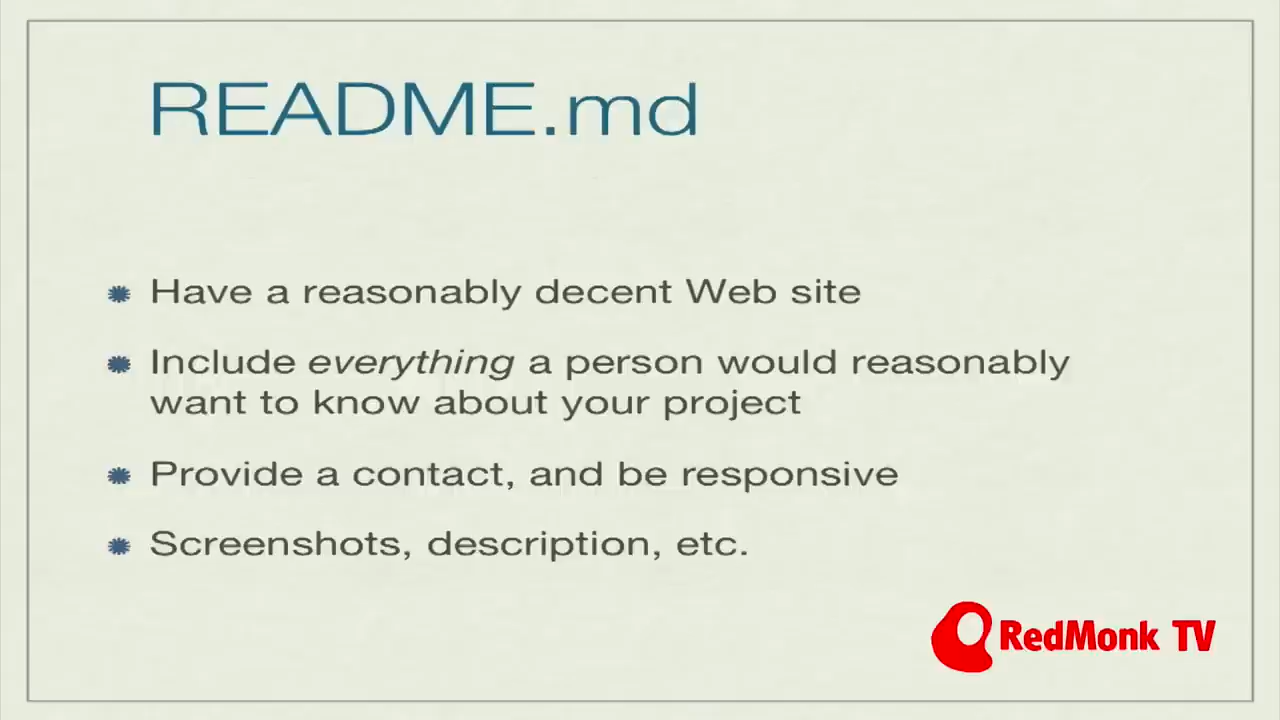 README.md
Have a reasonably decent Web site
Include everything a person would reasonably
want to know about your project
Provide a contact, and be responsive
Screenshots, description, etc.
RedMonk TV